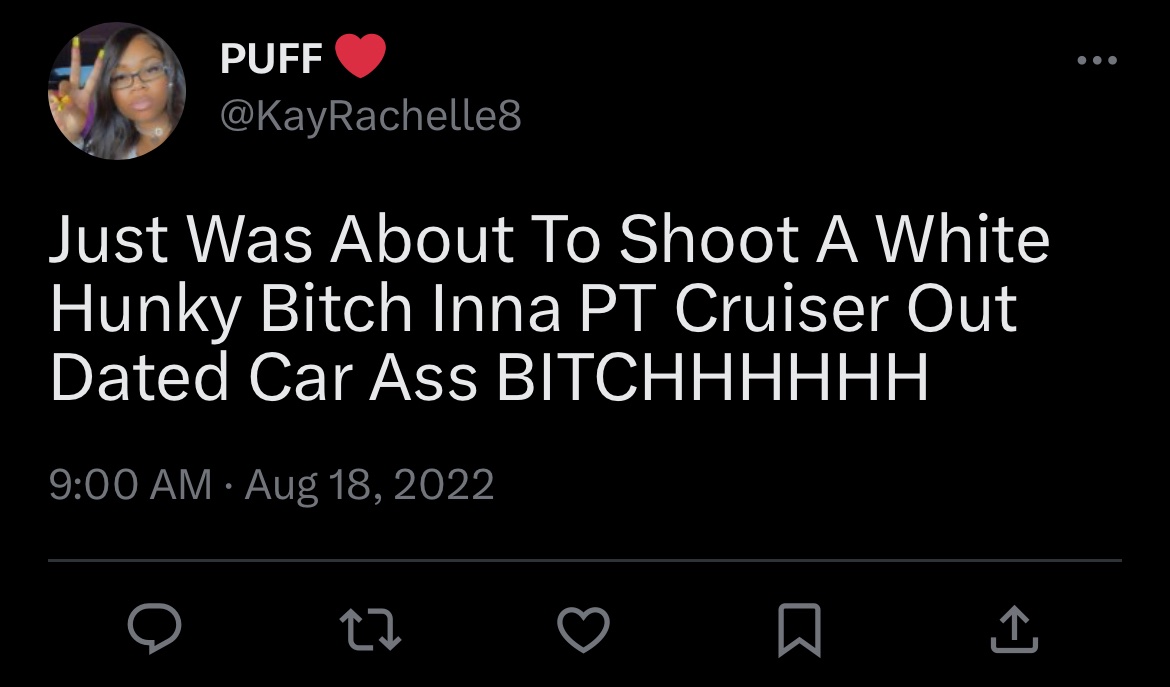 PUFF ❤️
@KayRachelle8
Just Was About To Shoot A White
Hunky Bitch Inna PT Cruiser Out
Dated Car Ass BITCHHHHHHH
9:00 AM · Aug 18, 2022